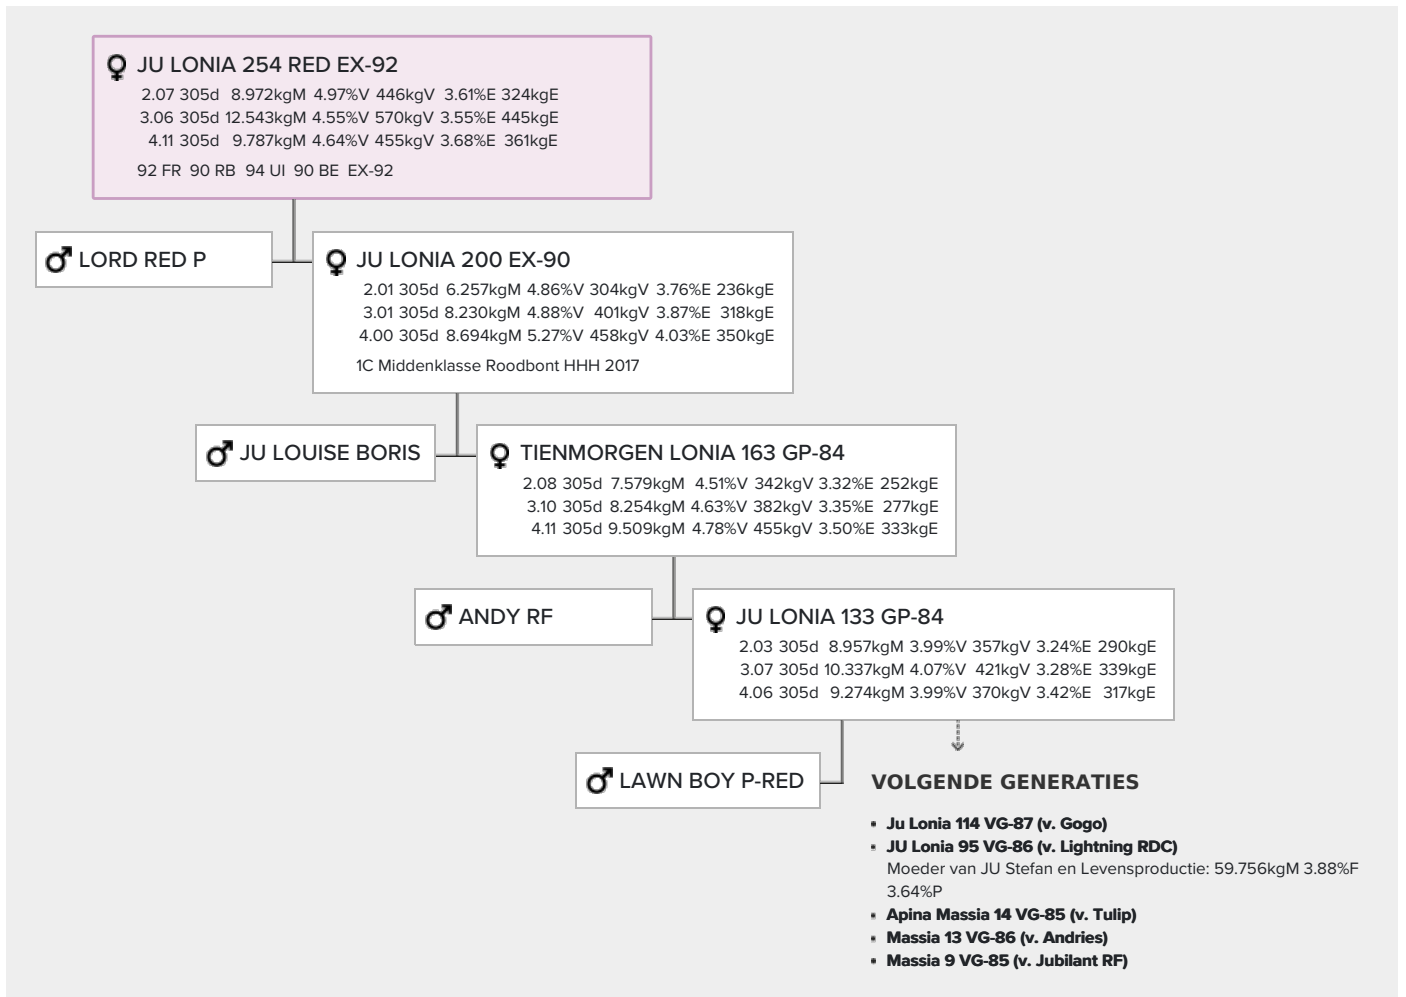 JU LONIA 254 RED EX-92
2.07 305d 8.972kgM 4.97%V 446kgV 3.61%E 324kgE
3.06 305d 12.543kgM 4.55%V 570kgV 3.55%E 445kgE
4.11 305d 9.787kgM 4.64%V 455kgV 3.68%E 361kgE
92 FR 90 RB 94 UI 90 BE EX-92
LORD RED P
JU LONIA 200 EX-90
2.01 305d 6.257kgM 4.86%V 304kgV 3.76%E 236kgE
3.01 305d 8.230kgM 4.88%V 401kgV 3.87%E 318kgE
4.00 305d 8.694kgM 5.27%V 458kgV 4.03%E 350kgE
1C Middenklasse Roodbont HHH 2017
JU LOUISE BORIS
TIENMORGEN LONIA 163 GP-84
2.08 305d 7.579kgM 4.51%V 342kgV 3.32%E 252kgE
3.10 305d 8.254kgM 4.63%V 382kgV 3.35%E 277kgE
4.11 305d 9.509kgM 4.78%V 455kgV 3.50%E 333kgE
ANDY RF
JU LONIA 133 GP-84
2.03 305d 8.957kgM 3.99%V 357kgV 3.24%E 290kgE
3.07 305d 10.337kgM 4.07%V 421kgV 3.28%E 339kgE
4.06 305d 9.274kgM 3.99%V 370kgV 3.42%E 317kgE
LAWN BOY P-RED
VOLGENDE GENERATIES
Ju Lonia 114 VG-87 (v. Gogo)
JU Lonia 95 VG-86 (v. Lightning RDC)
Moeder van JU Stefan en Levensproductie: 59.756kgM 3.88%F
3.64%P
Apina Massia 14 VG-85 (v. Tulip)
Massia 13 VG-86 (v. Andries)
Massia 9 VG-85 (v. Jubilant RF)